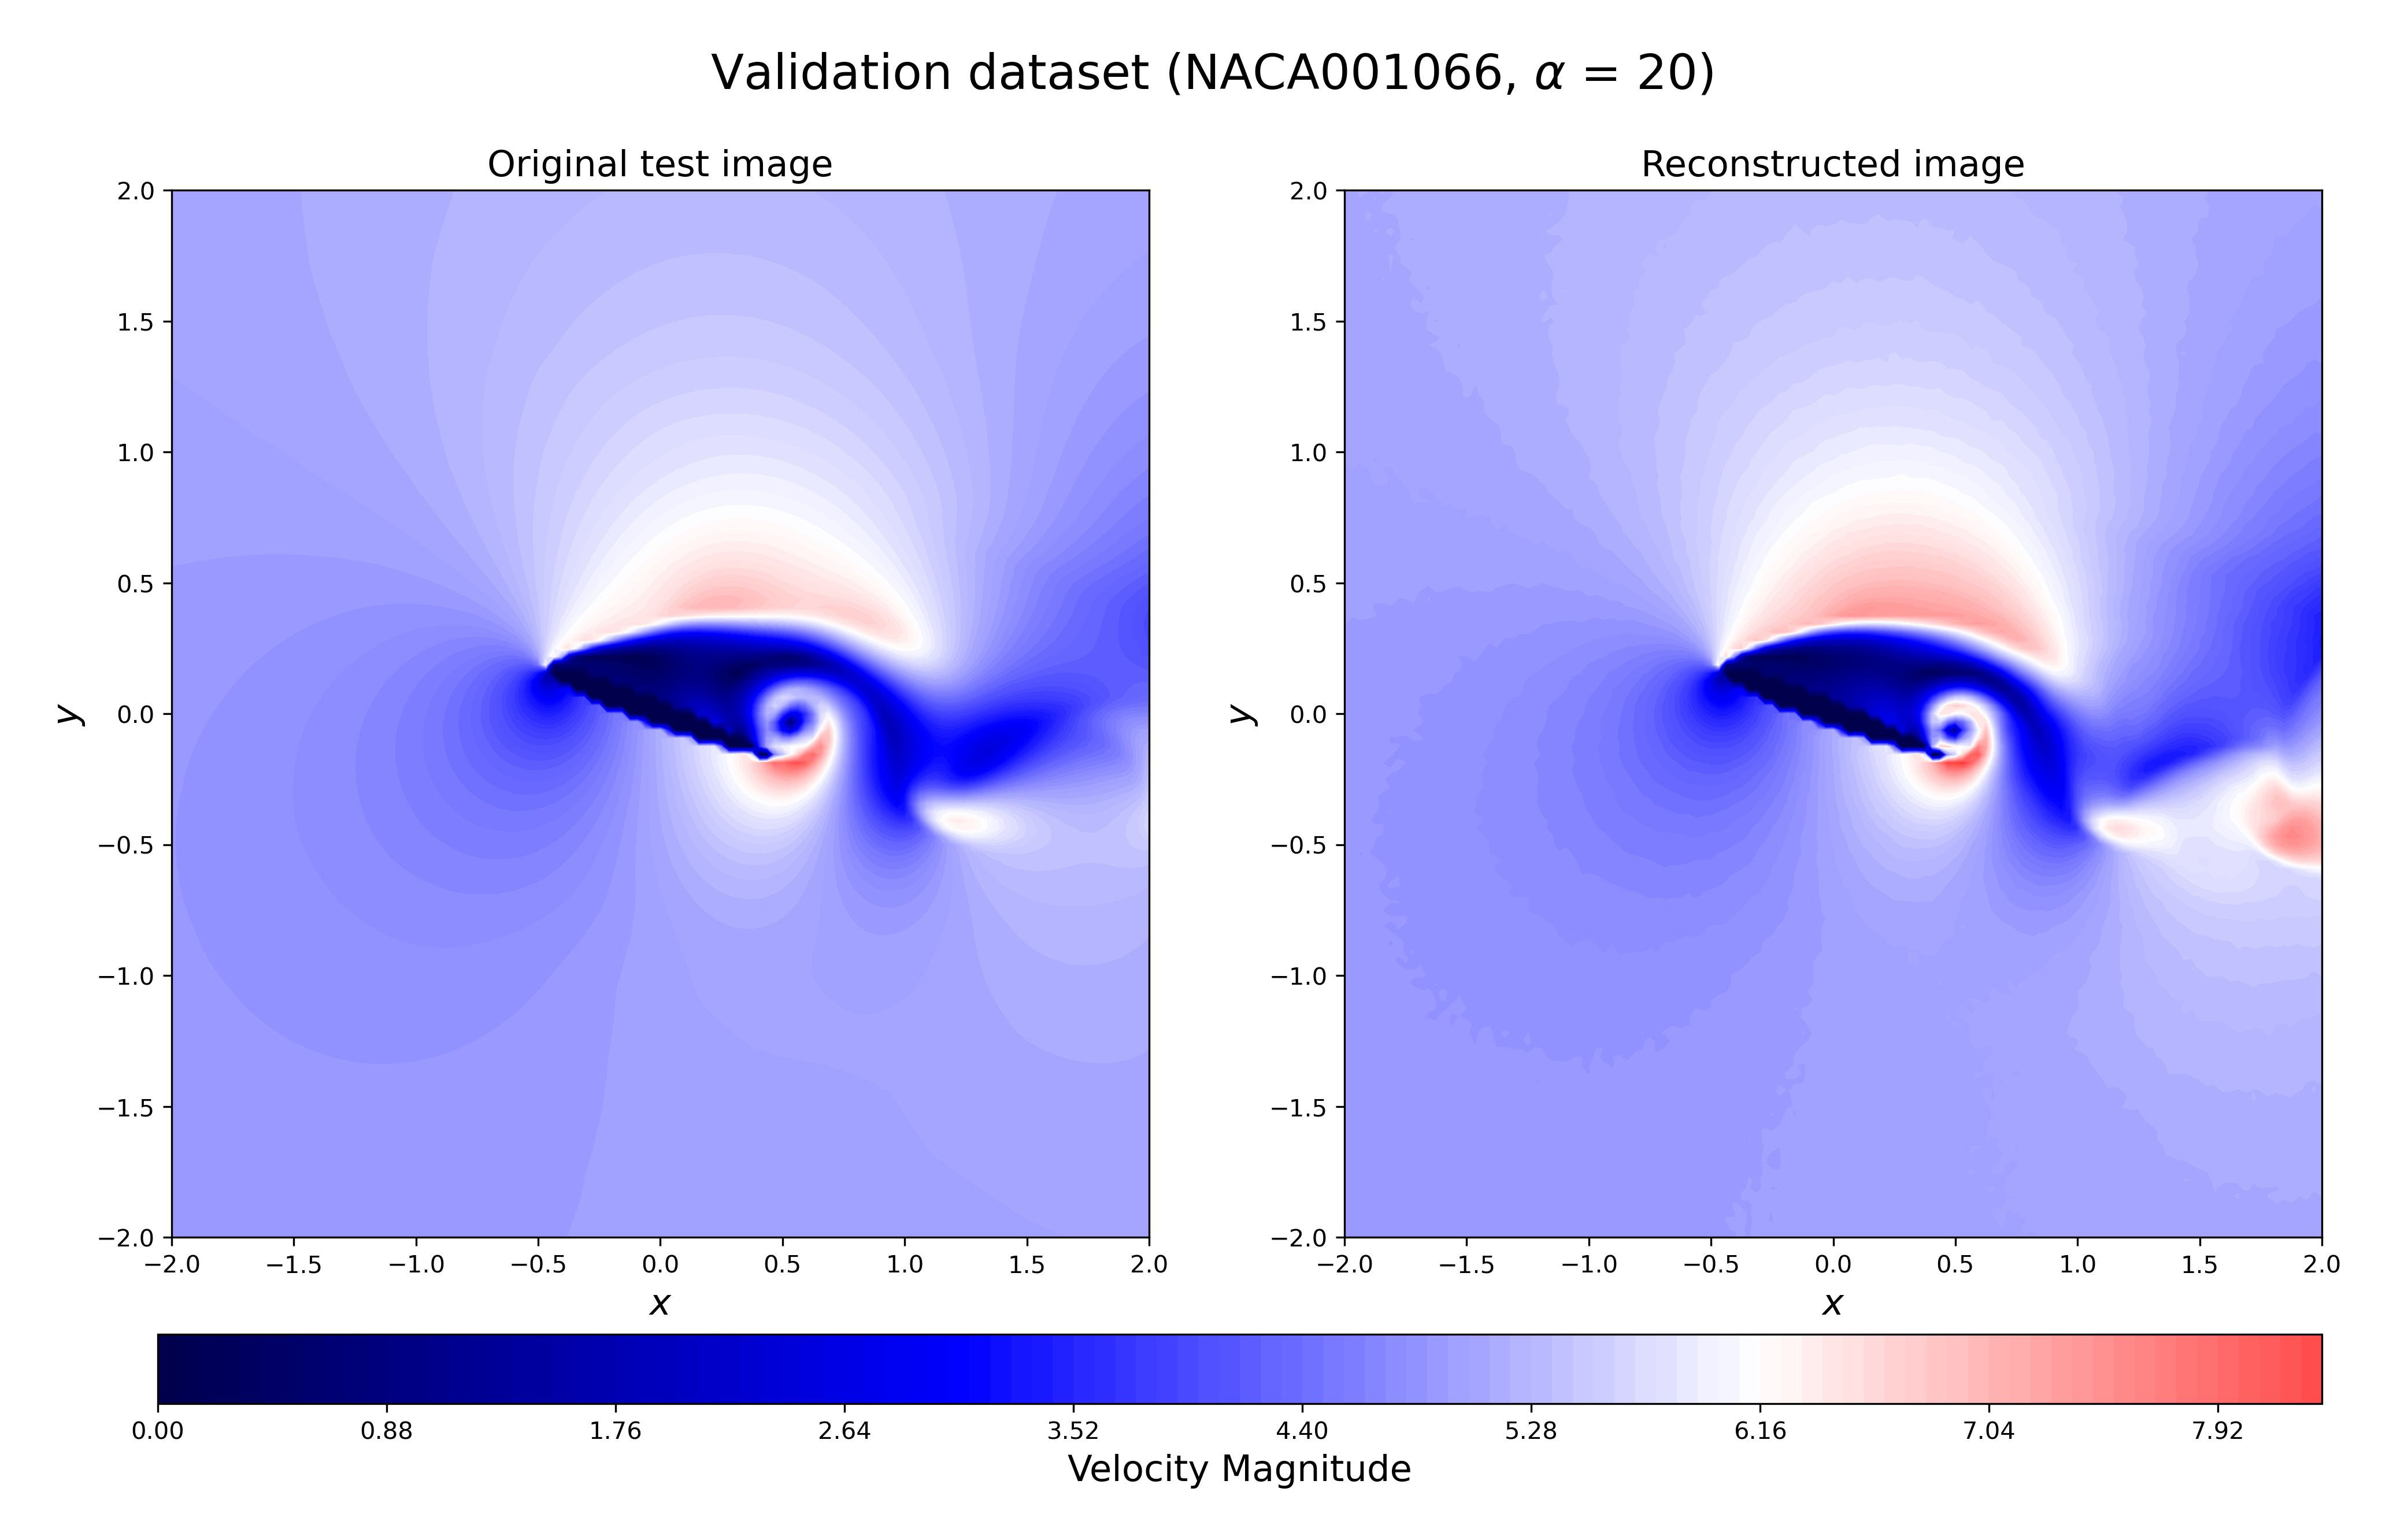 Validation dataset (NACA001066, α = 20)
Original test image
2.0
1.5
1.0
0.5
0.0
−0.5
−1.0
−1.5
−2.0
y
−2.0 −1.5 −1.0 −0.5 0.0 0.5 1.0 1.5 2.0
x
Reconstructed image
2.0
1.5
1.0
0.5
0.0
−0.5
−1.0
−1.5
−2.0
y
−2.0 −1.5 −1.0 −0.5 0.0 0.5 1.0 1.5 2.0
x
0.00 0.88 1.76 2.64 3.52 4.40 5.28 6.16 7.04 7.92
Velocity Magnitude